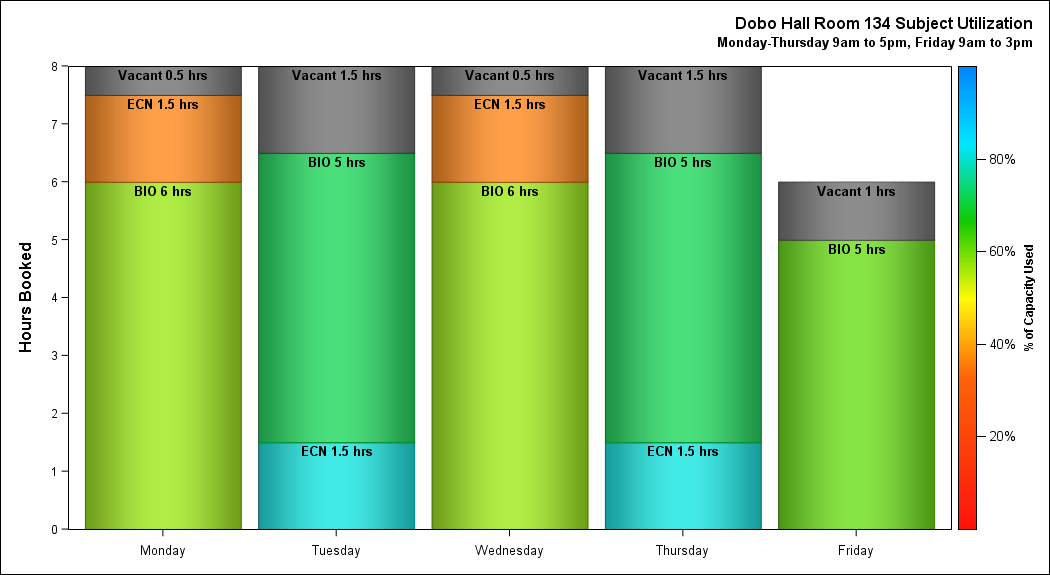 Dobo Hall Room 134 Subject Utilization
Monday-Thursday 9am to 5pm, Friday 9am to 3pm
Hours Booked
8
7
6
5
4
3
2
1
0
Vacant 0.5 hrs
ECN 1.5 hrs
BIO 6 hrs
Vacant 1.5 hrs
BIO 5 hrs
ECN 1.5 hrs
Vacant 0.5 hrs
ECN 1.5 hrs
BIO 6 hrs
Vacant 1.5 hrs
BIO 5 hrs
ECN 1.5 hrs
Vacant 1 hrs
BIO 5 hrs
Monday
Tuesday
Wednesday
Thursday
Friday
80%
60%
40%
20%
% of Capacity Used